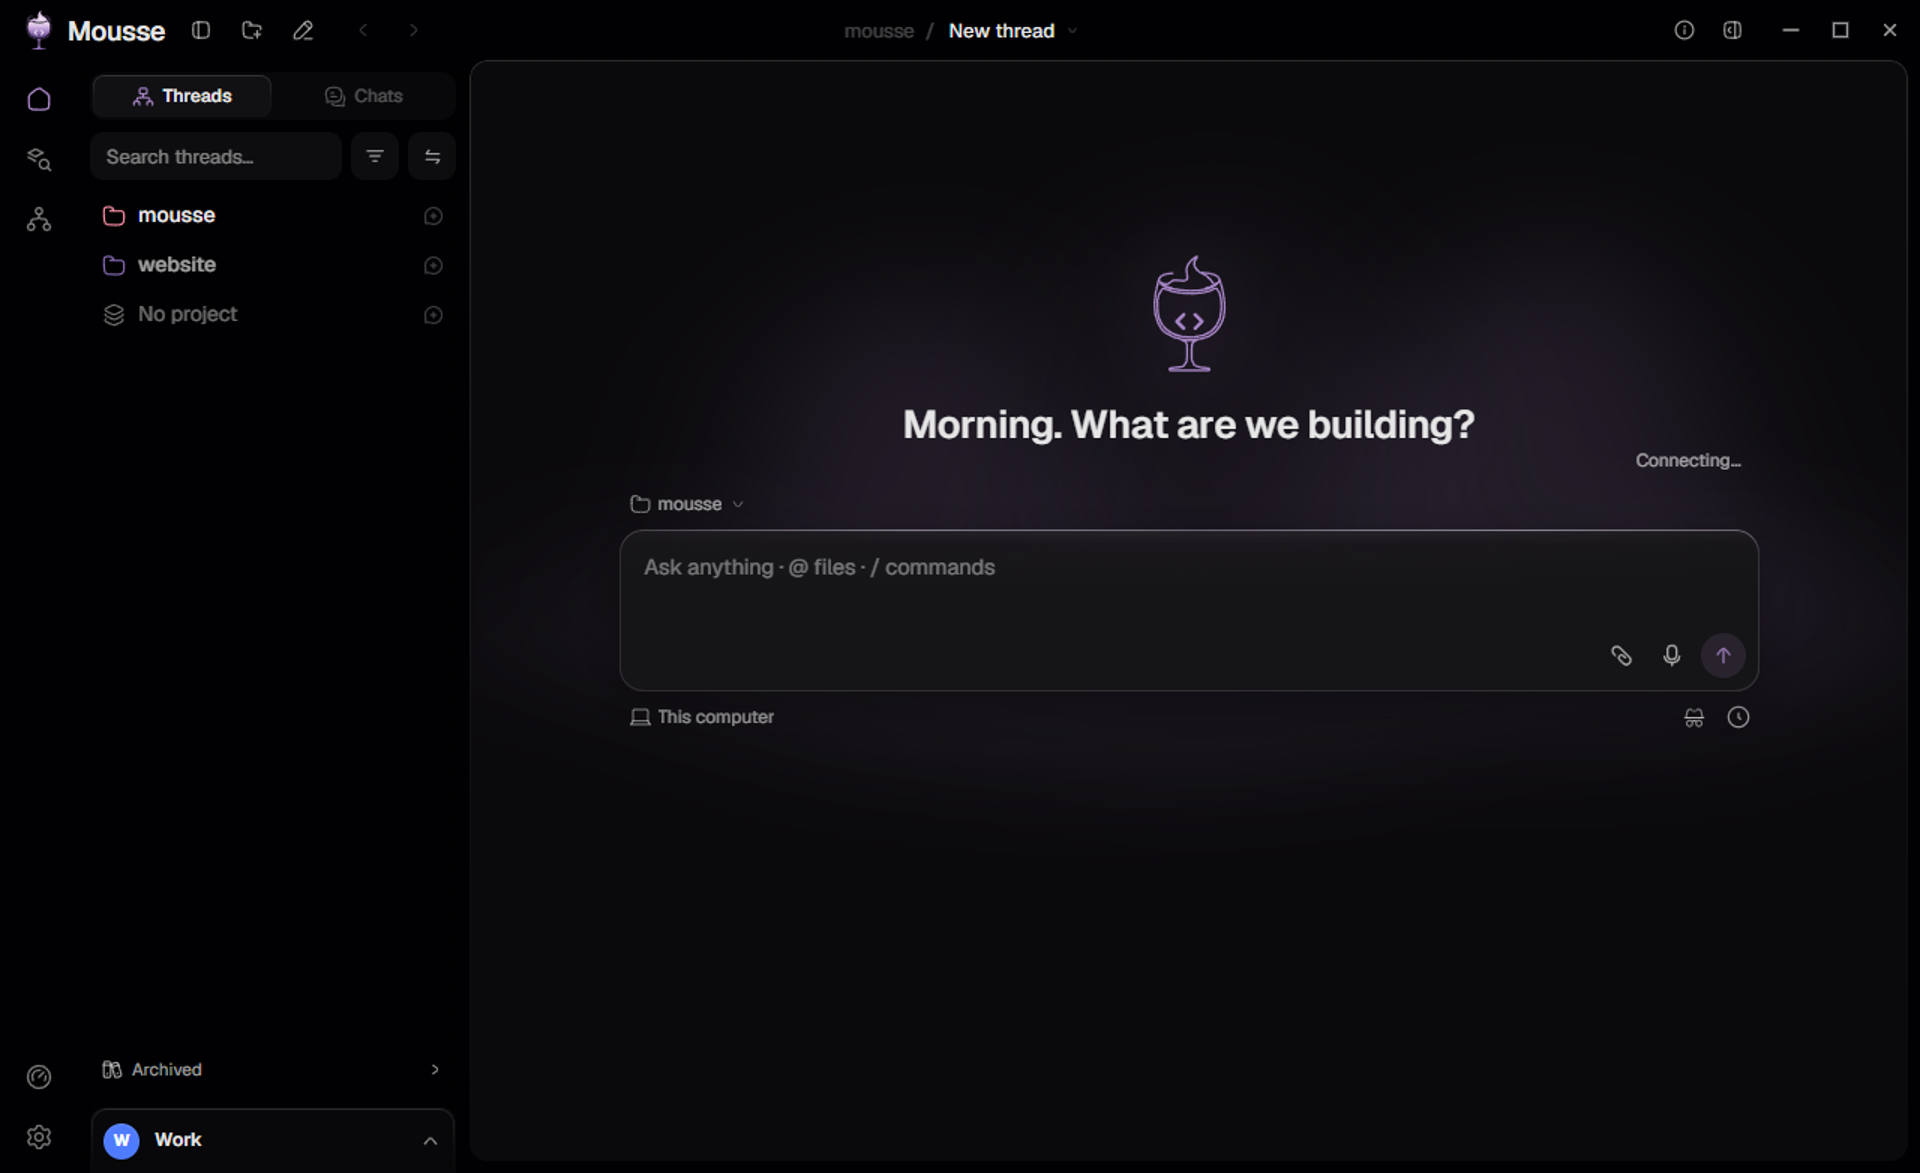 Mousse
mousse / New thread
Threads
Chats
Search threads...
mousse
website
No project
<>
Morning. What are we building?
Connecting...
mousse
Ask anything · @ files · / commands
This computer
Archived
W
Work